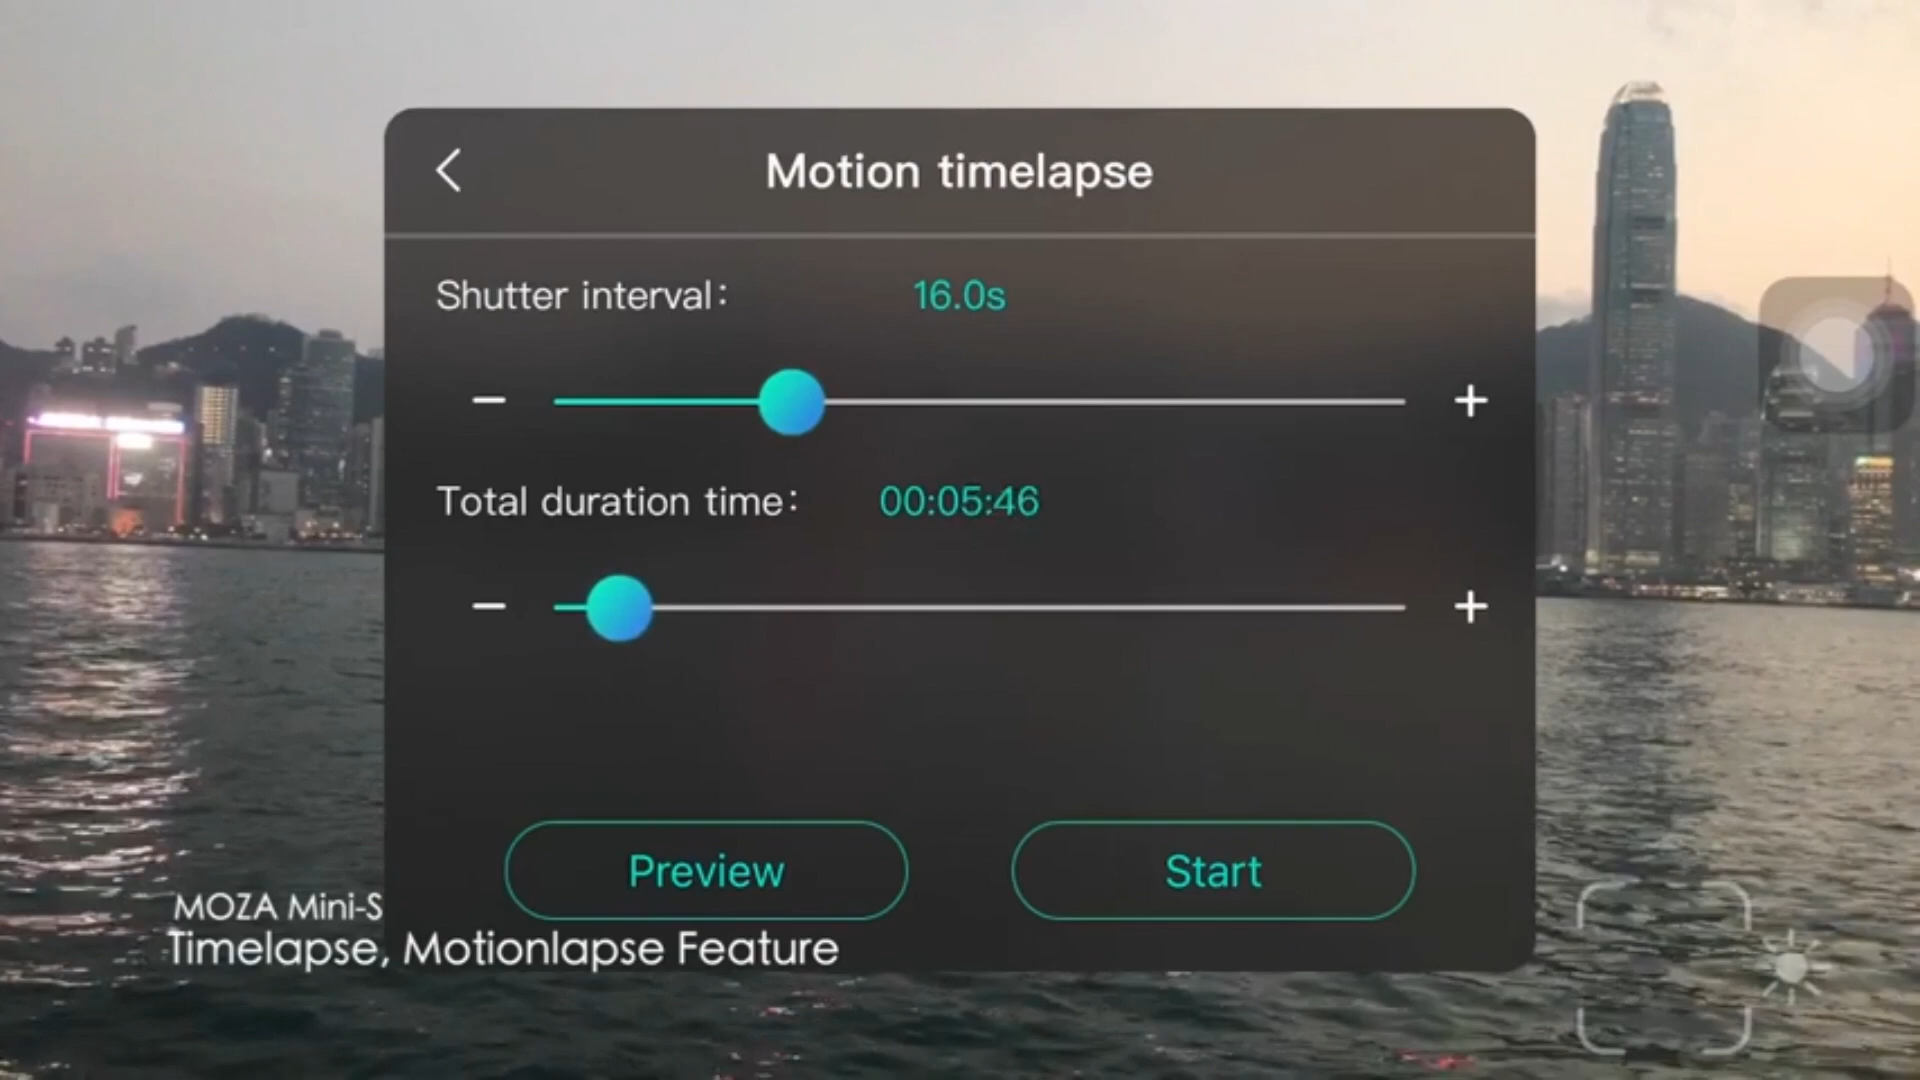 Motion timelapse
Shutter interval: 16.0s
Total duration time: 00:05:46
Preview Start
MOZA Mini-S
Timelapse, Motionlapse Feature